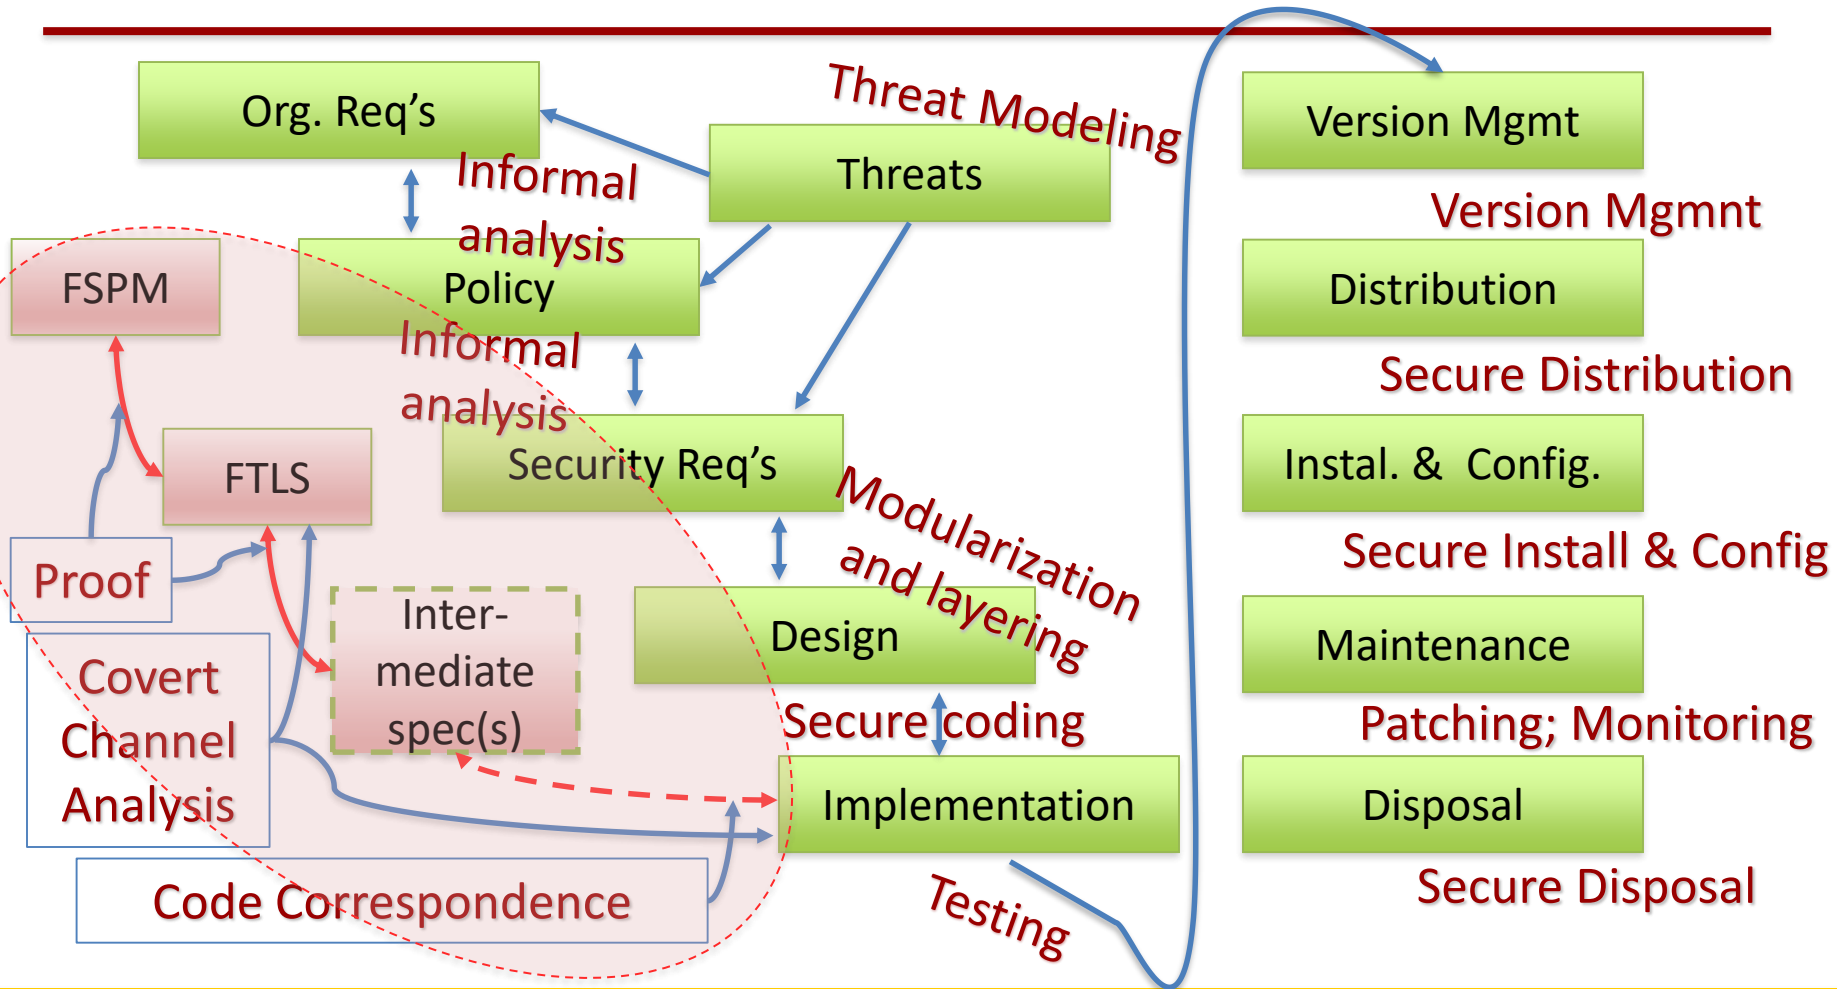 Org. Req's
Threat Modeling
Threats
Informal
analysis
FSPM
Policy
Informal
analysis
FTLS
Security Req's
Modularization
and layering
Proof
Inter-
mediate
spec(s)
Design
Covert
Channel
Analysis
Secure coding
Implementation
Code Correspondence
Testing
Version Mgmt
Version Mgmnt
Distribution
Secure Distribution
Instal. &  Config.
Secure Install & Config
Maintenance
Patching; Monitoring
Disposal
Secure Disposal